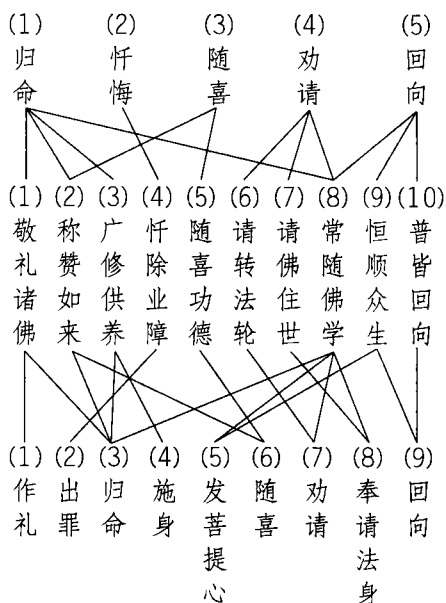 (1) (2) (3) (4) (5)
归命 忏悔 随喜 劝请 回向
(1) (2) (3) (4) (5) (6) (7) (8) (9) (10)
敬礼诸佛 称赞如来 广修供养 忏除业障 随喜功德 请转法轮 请佛住世 常随佛学 恒顺众生 普皆回向
(1) (2) (3) (4) (5) (6) (7) (8) (9)
作礼 出罪 归命 施身 发菩提心 随喜 劝请 奉请法身 回向